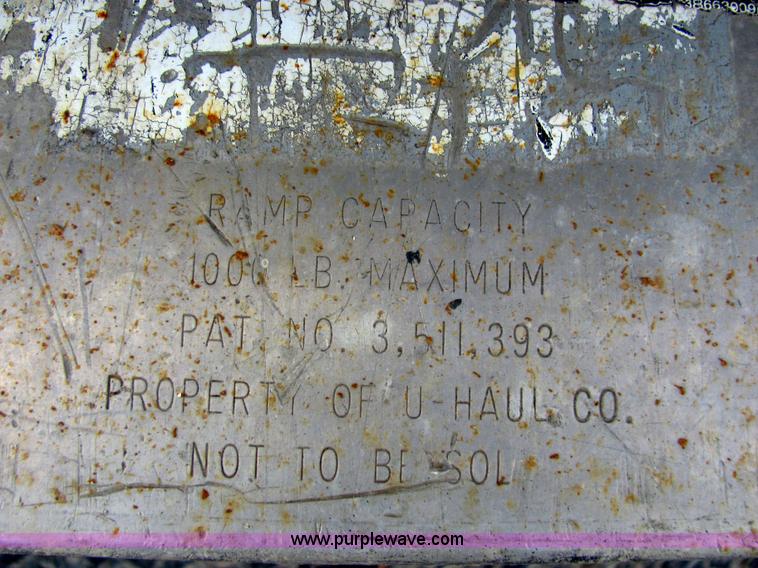 RAMP CAPACITY
1000 LB. MAXIMUM
PAT. NO. 3,511,393
PROPERTY OF U-HAUL CO.
NOT TO BE SOL
www.purplewave.com